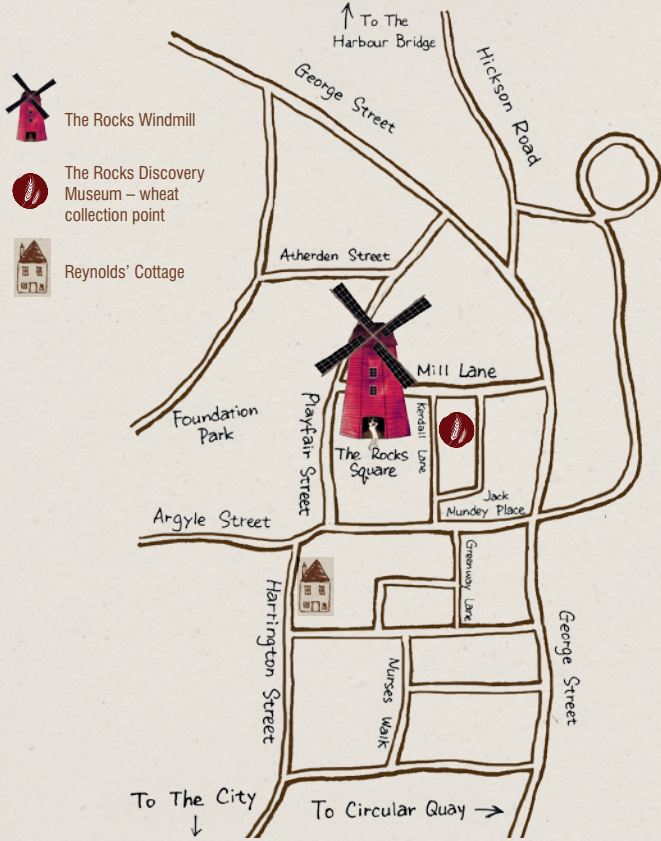 To The
Harbour Bridge
Hickson Road
George Street
The Rocks Windmill
The Rocks Discovery
Museum – wheat
collection point
Reynolds' Cottage
Atherden Street
Mill Lane
Foundation
Park
Playfair Street
Kendall Lane
The Rocks
Square
Jack
Mundey Place
Argyle Street
Greenway Lane
Harrington Street
George Street
Nurses Walk
To The City
To Circular Quay